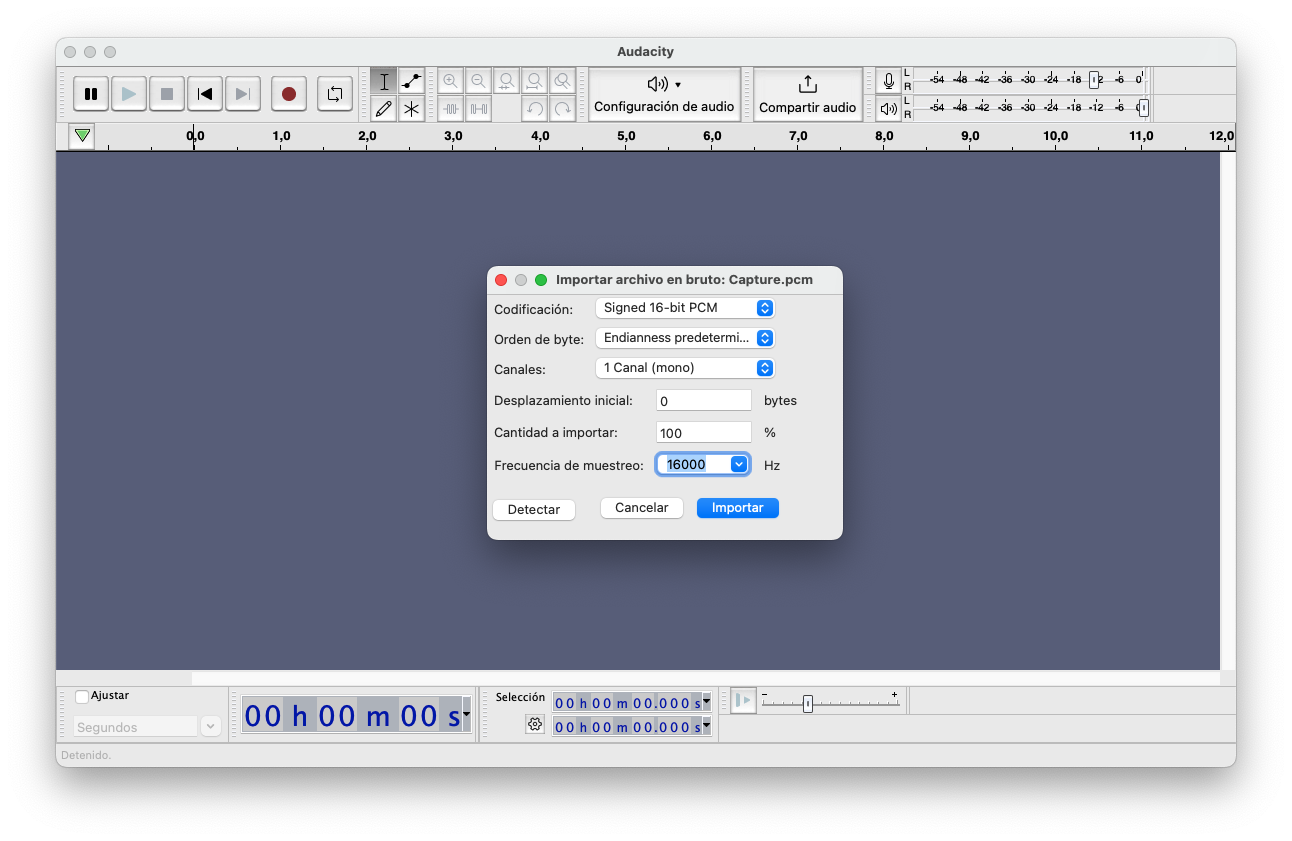 Audacity
Configuración de audio
Compartir audio
L
R
-54 -48 -42 -36 -30 -24 -18 -12 -6 0
L
R
-54 -48 -42 -36 -30 -24 -18 -12 -6 0
0,0 1,0 2,0 3,0 4,0 5,0 6,0 7,0 8,0 9,0 10,0 11,0 12,0
Importar archivo en bruto: Capture.pcm
Codificación: Signed 16-bit PCM
Orden de byte: Endianness predetermi...
Canales: 1 Canal (mono)
Desplazamiento inicial: 0 bytes
Cantidad a importar: 100 %
Frecuencia de muestreo: 16000 Hz
Detectar Cancelar Importar
Ajustar
Segundos
00 h 00 m 00 s
Selección
00 h 00 m 00.000 s
00 h 00 m 00.000 s
- +
Detenido.